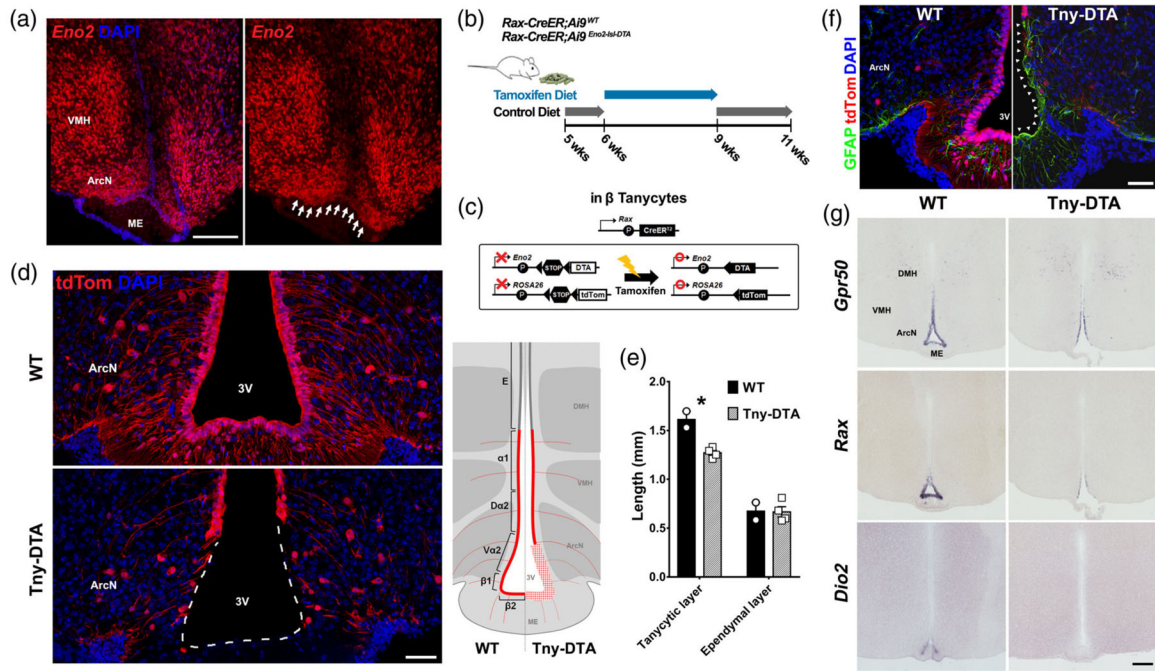 (a)
Eno2 DAPI
Eno2
VMH
ArcN
ME
(b)
Rax-CreER;Ai9 WT
Rax-CreER;Ai9 Eno2-lsl-DTA
Tamoxifen Diet
Control Diet
5 wks
6 wks
9 wks
11 wks
(c)
in β Tanycytes
Rax
P
CreERT2
Eno2
P
STOP
DTA
ROSA26
P
STOP
tdTom
Tamoxifen
Eno2
P
DTA
ROSA26
P
tdTom
(d)
tdTom DAPI
WT
ArcN
3V
Tny-DTA
ArcN
3V
E
α1
Dα2
Vα2
β1
β2
DMH
VMH
ArcN
3V
ME
WT
Tny-DTA
(e)
WT
Tny-DTA
*
Length (mm)
2.0
1.5
1.0
0.5
0.0
Tanycytic layer
Ependymal layer
(f)
WT
Tny-DTA
GFAP tdTom DAPI
ArcN
3V
(g)
WT
Tny-DTA
Gpr50
DMH
VMH
ArcN
ME
Rax
Dio2